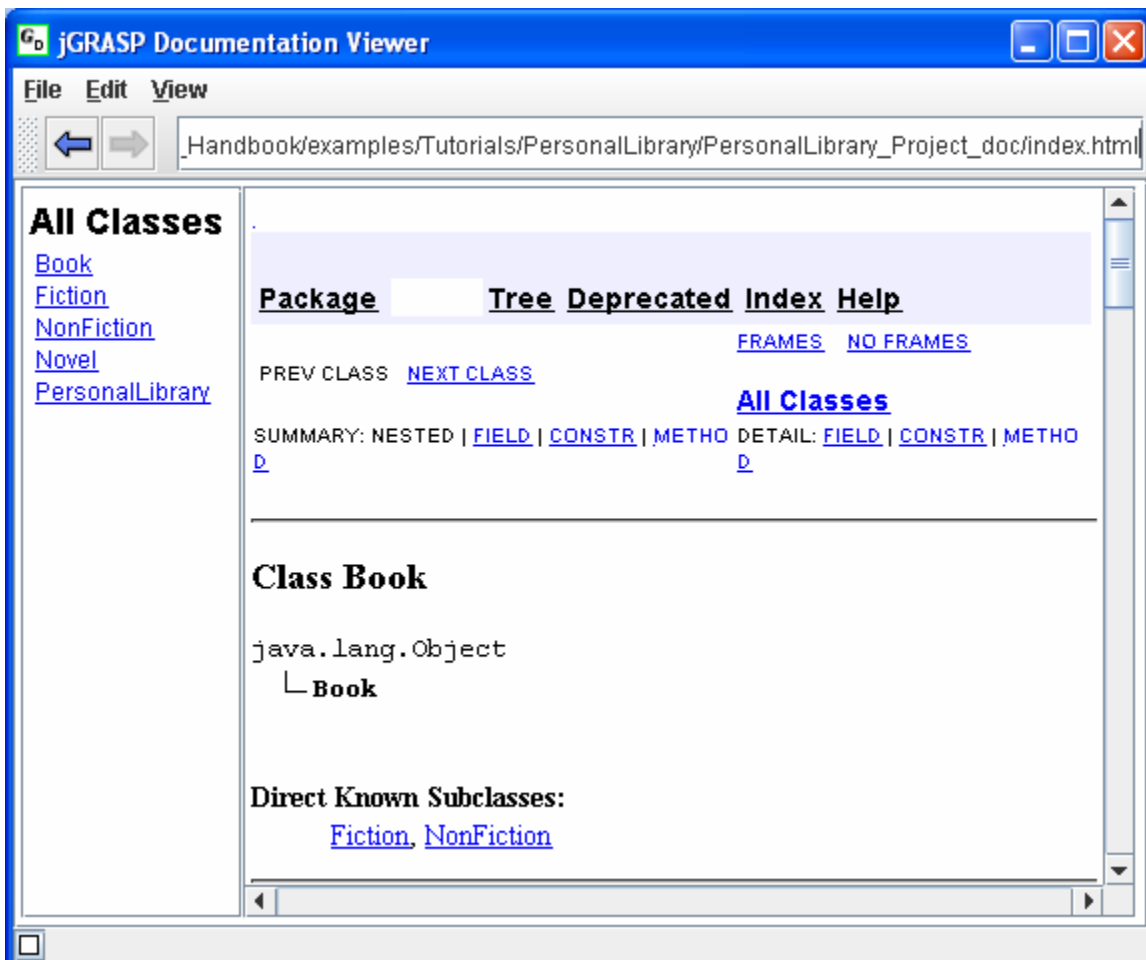 GD jGRASP Documentation Viewer
File Edit View
_Handbook/examples/Tutorials/PersonalLibrary/PersonalLibrary_Project_doc/index.html
All Classes
Book
Fiction
NonFiction
Novel
PersonalLibrary
Package Tree Deprecated Index Help
FRAMES NO FRAMES
PREV CLASS NEXT CLASS
All Classes
SUMMARY: NESTED | FIELD | CONSTR | METHO
D
DETAIL: FIELD | CONSTR | METHO
D
Class Book
java.lang.Object
Book
Direct Known Subclasses:
Fiction, NonFiction